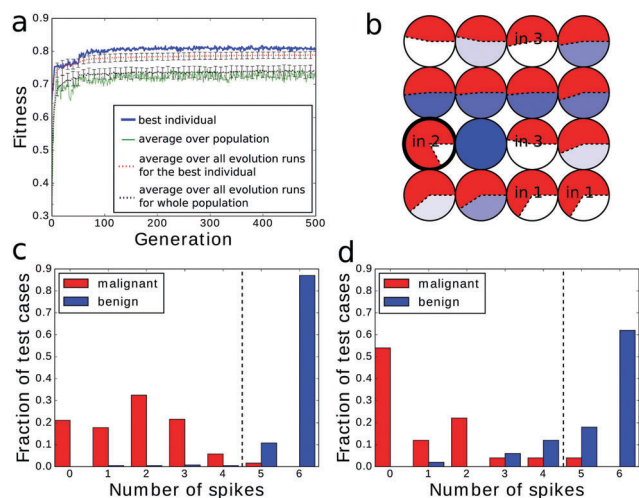 a
0.9
0.8
0.7
0.6
0.5
0.4
0.3
0
100
200
300
400
500
Fitness
Generation
best individual
average over population
average over all evolution runs
for the best individual
average over all evolution runs
for whole population
b
in 3
in 2
in 3
in 1
in 1
c
0.9
0.8
0.7
0.6
0.5
0.4
0.3
0.2
0.1
0.0
0
1
2
3
4
5
6
Fraction of test cases
Number of spikes
malignant
benign
d
0.9
0.8
0.7
0.6
0.5
0.4
0.3
0.2
0.1
0.0
0
1
2
3
4
5
6
Fraction of test cases
Number of spikes
malignant
benign